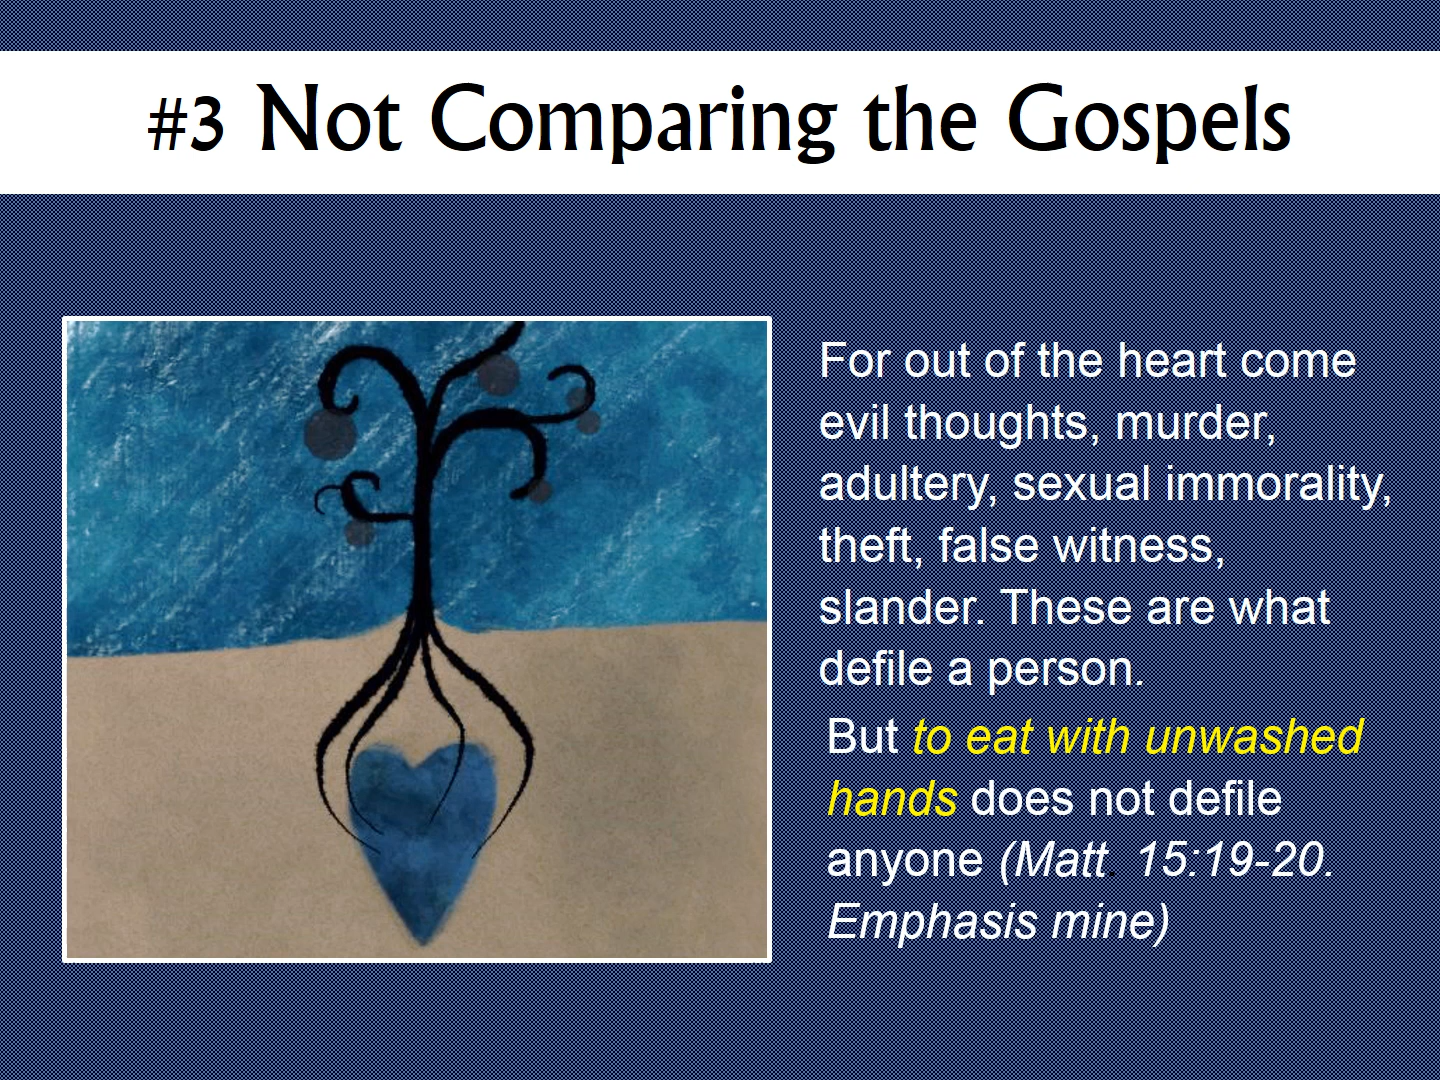 #3 Not Comparing the Gospels
For out of the heart come
evil thoughts, murder,
adultery, sexual immorality,
theft, false witness,
slander. These are what
defile a person.
But to eat with unwashed
hands does not defile
anyone (Matt. 15:19-20.
Emphasis mine)